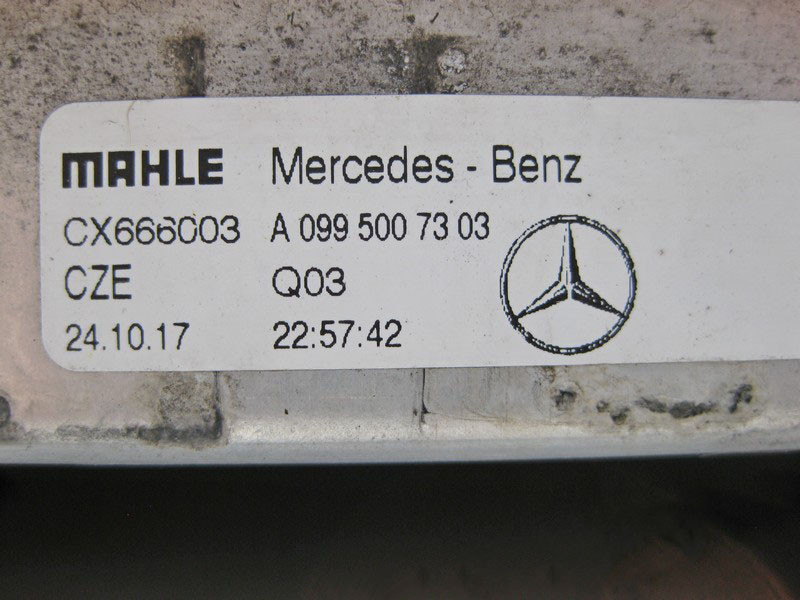 MAHLE Mercedes - Benz
CX666003 A 099 500 73 03
CZE Q03
24.10.17 22:57:42